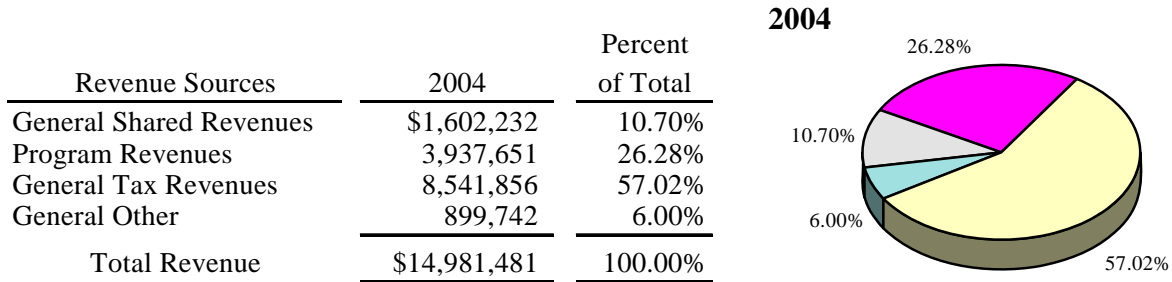 Percent
Revenue Sources 2004 of Total
General Shared Revenues $1,602,232 10.70%
Program Revenues 3,937,651 26.28%
General Tax Revenues 8,541,856 57.02%
General Other 899,742 6.00%
Total Revenue $14,981,481 100.00%
2004
26.28%
10.70%
6.00%
57.02%